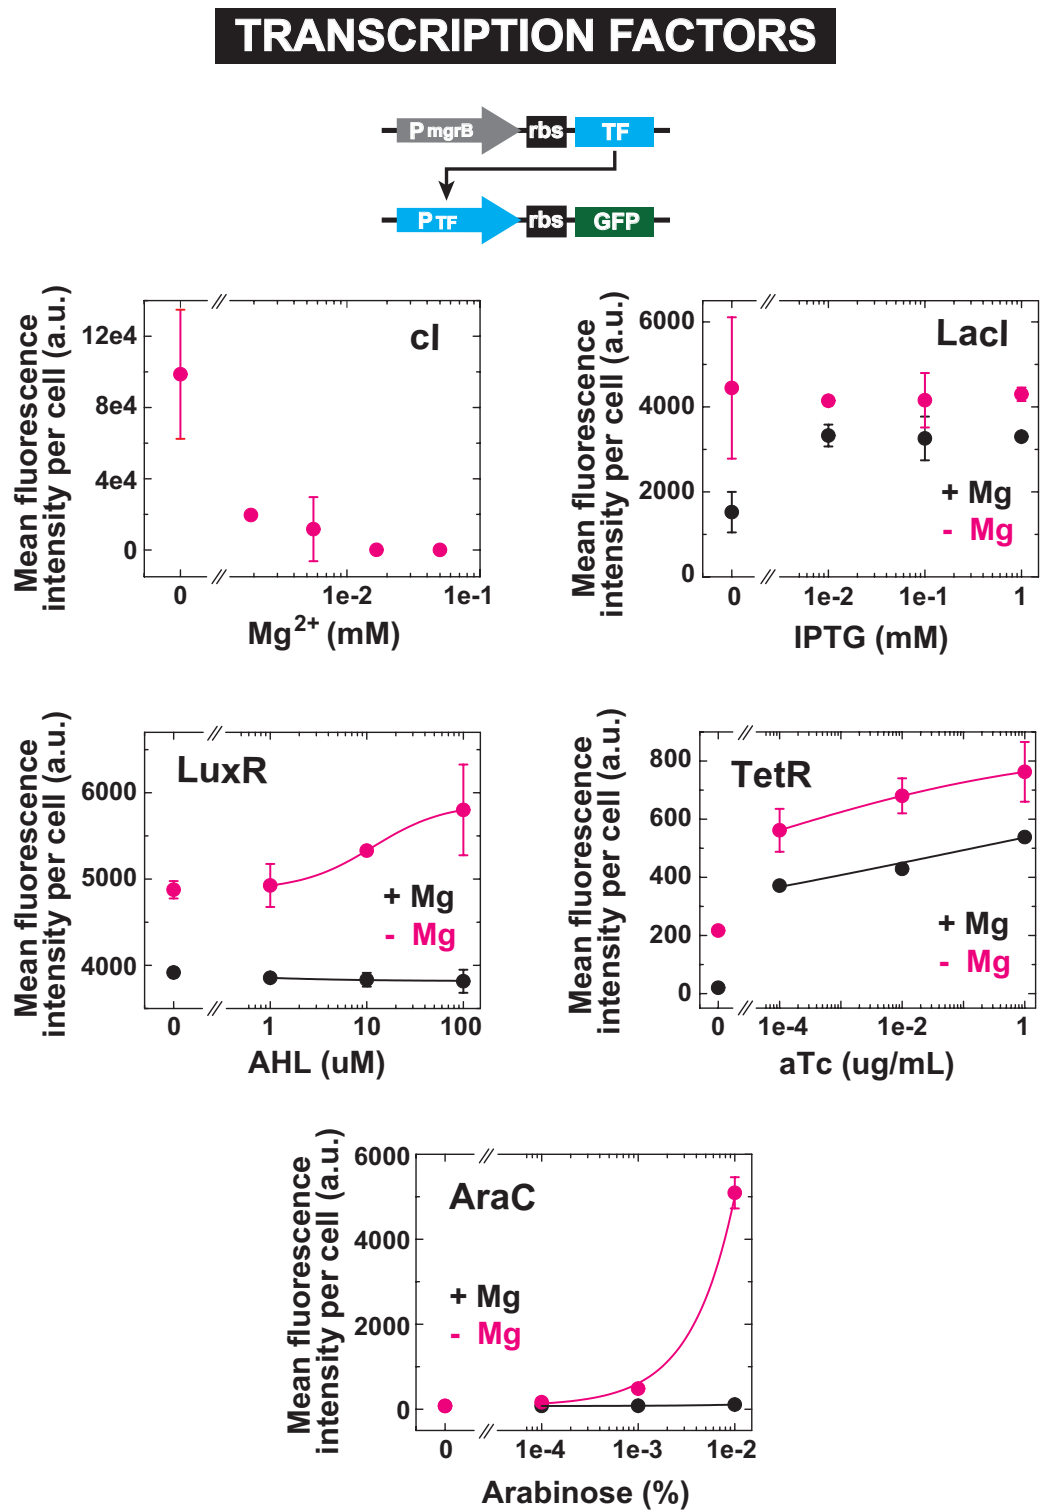 TRANSCRIPTION FACTORS
PmgrB rbs TF
PTF rbs GFP
Mean fluorescence
intensity per cell (a.u.)
12e4
8e4
4e4
0
cI
0 1e-2 1e-1
Mg2+ (mM)
Mean fluorescence
intensity per cell (a.u.)
6000
4000
2000
0
LacI
+ Mg
- Mg
0 1e-2 1e-1 1
IPTG (mM)
Mean fluorescence
intensity per cell (a.u.)
6000
5000
4000
LuxR
+ Mg
- Mg
0 1 10 100
AHL (uM)
Mean fluorescence
intensity per cell (a.u.)
800
600
400
200
0
TetR
+ Mg
- Mg
0 1e-4 1e-2 1
aTc (ug/mL)
Mean fluorescence
intensity per cell (a.u.)
6000
4000
2000
0
AraC
+ Mg
- Mg
0 1e-4 1e-3 1e-2
Arabinose (%)